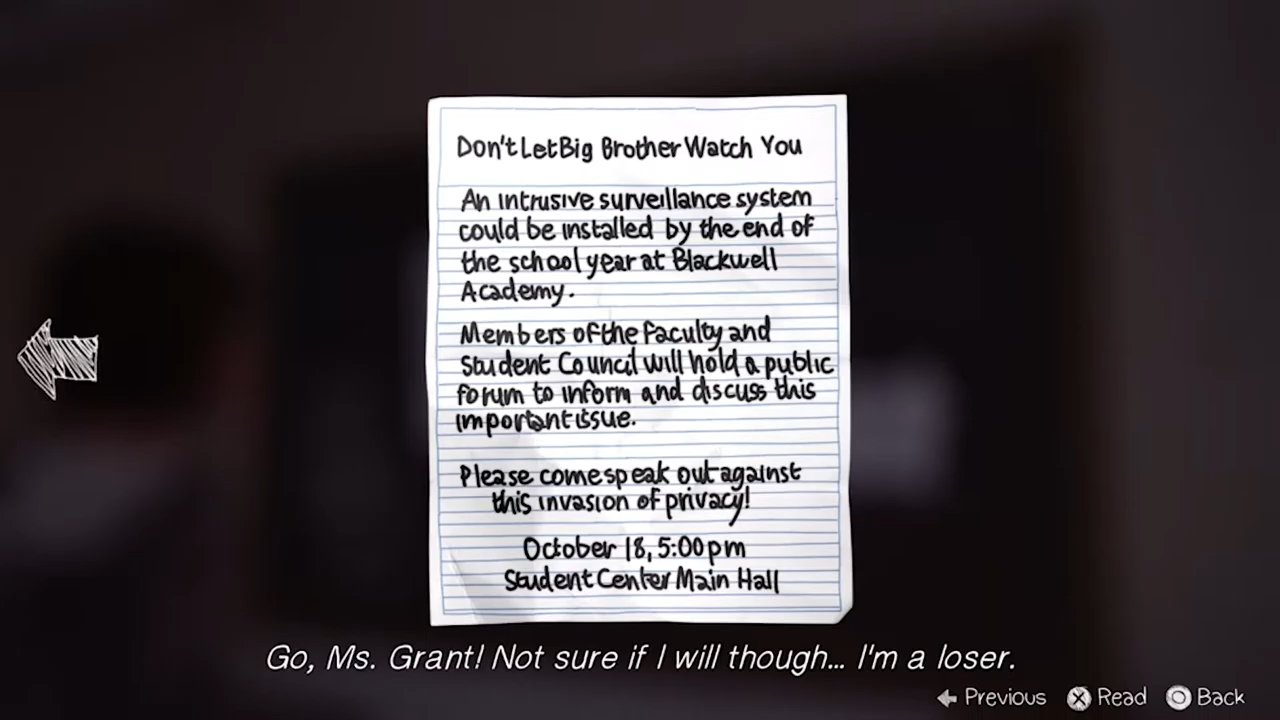 Don't Let Big Brother Watch You
An intrusive surveillance system
could be installed by the end of
the school year at Blackwell
Academy.
Members of the Faculty and
Student Council will hold a public
forum to inform and discuss this
important issue.
Please come speak out against
this invasion of privacy!
October 18, 5:00pm
Student Center Main Hall
Go, Ms. Grant! Not sure if I will though... I'm a loser.
Previous Read Back